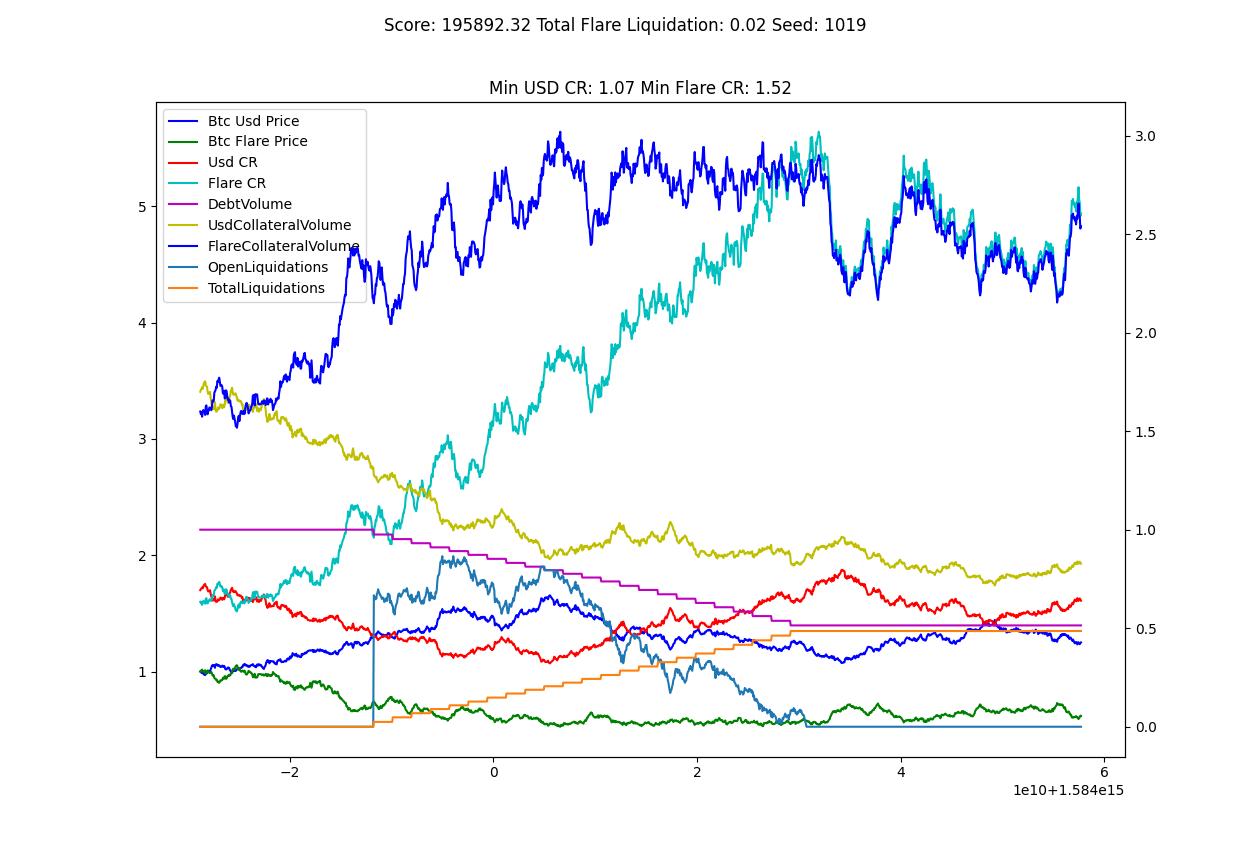 Score: 195892.32 Total Flare Liquidation: 0.02 Seed: 1019
Min USD CR: 1.07 Min Flare CR: 1.52
Btc Usd Price
Btc Flare Price
Usd CR
Flare CR
DebtVolume
UsdCollateralVolume
FlareCollateralVolume
OpenLiquidations
TotalLiquidations
5
4
3
2
1
3.0
2.5
2.0
1.5
1.0
0.5
0.0
−2
0
2
4
6
1e10+1.584e15